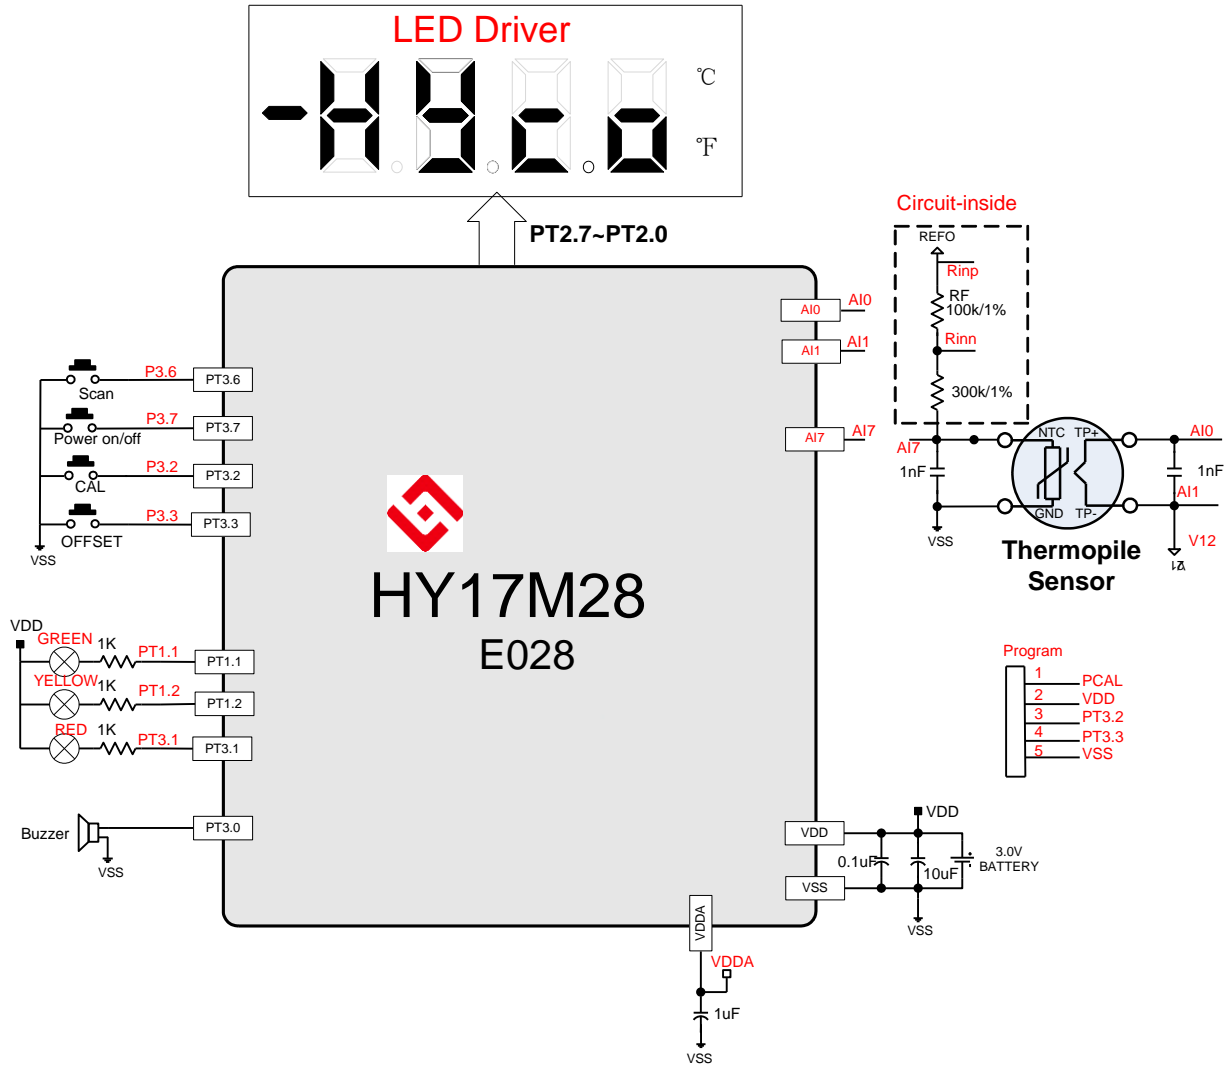 LED Driver
-HYco
℃
℉
PT2.7~PT2.0
Circuit-inside
REFO
Rinp
RF
100k/1%
Rinn
300k/1%
AI0
AI0
AI1
AI1
AI7
AI7
AI7
1nF
VSS
NTC
TP+
GND
TP-
AI0
1nF
AI1
V12
Thermopile
Sensor
Scan
P3.6
PT3.6
Power on/off
P3.7
PT3.7
CAL
P3.2
PT3.2
OFFSET
P3.3
PT3.3
VSS
HY17M28
E028
VDD
GREEN
1K
PT1.1
PT1.1
YELLOW
1K
PT1.2
PT1.2
RED
1K
PT3.1
PT3.1
Buzzer
PT3.0
VSS
Program
1
PCAL
2
VDD
3
PT3.2
4
PT3.3
5
VSS
VDD
VDD
0.1uF
10uF
3.0V
BATTERY
VSS
VSS
VDDA
VDDA
1uF
VSS